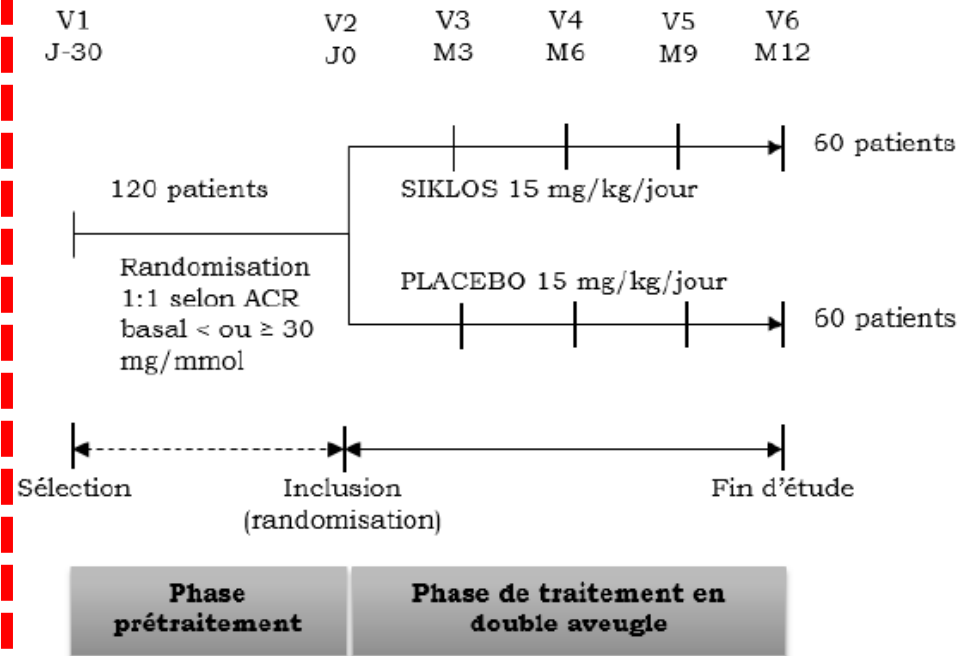 V1 V2 V3 V4 V5 V6
J-30 J0 M3 M6 M9 M12
60 patients
120 patients
SIKLOS 15 mg/kg/jour
Randomisation
1:1 selon ACR
basal < ou ≥ 30
mg/mmol
PLACEBO 15 mg/kg/jour
60 patients
Sélection
Inclusion
(randomisation)
Fin d'étude
Phase
prétraitement
Phase de traitement en
double aveugle